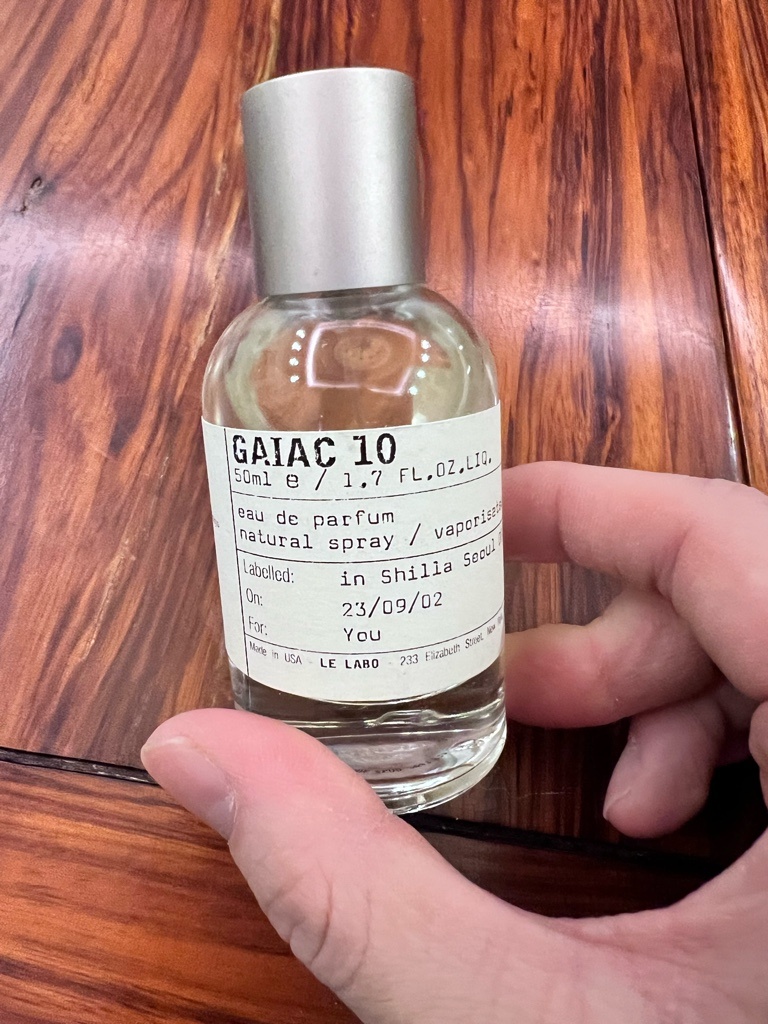 GAIAC 10
50ml e / 1.7 FL.OZ.LIQ.
eau de parfum
natural spray /
Labelled: in Shilla Seoul
On: 23/09/02
For: You
Made in USA - LE LABO - 233 Elizabeth Street, New